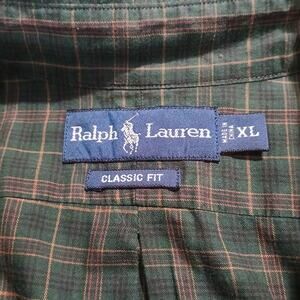 Ralph Lauren
MADE IN
CHINA
XL
CLASSIC FIT